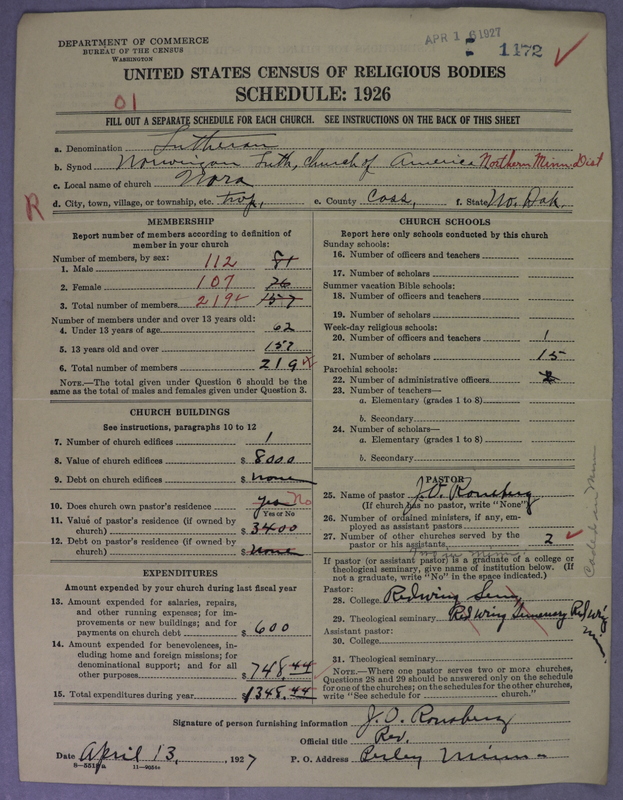 DEPARTMENT OF COMMERCE
BUREAU OF THE CENSUS
WASHINGTON
APR 16 1927
1172
UNITED STATES CENSUS OF RELIGIOUS BODIES
SCHEDULE: 1926
01
FILL OUT A SEPARATE SCHEDULE FOR EACH CHURCH. SEE INSTRUCTIONS ON THE BACK OF THIS SHEET
a. Denomination Lutheran
b. Synod Norwegian Luth, church of America Northern Minn. Dist
c. Local name of church Nora
R
d. City, town, village, or township, etc. e. County Cass, f. State No. Dak.
MEMBERSHIP
Report number of members according to definition of
member in your church
Number of members, by sex:
1. Male 112 81
2. Female 107 76
3. Total number of members 219 157
Number of members under and over 13 years old:
4. Under 13 years of age 62
5. 13 years old and over 157
6. Total number of members 219
NOTE.—The total given under Question 6 should be the
same as the total of males and females given under Question 3.
CHURCH BUILDINGS
See instructions, paragraphs 10 to 12
7. Number of church edifices 1
8. Value of church edifices $8000
9. Debt on church edifices $none
10. Does church own pastor's residence yes No
Yes or No
11. Value of pastor's residence (if owned by
church) $3400
12. Debt on pastor's residence (if owned by
church) $none
EXPENDITURES
Amount expended by your church during last fiscal year
13. Amount expended for salaries, repairs,
and other running expenses; for im-
provements or new buildings; and for
payments on church debt $600
14. Amount expended for benevolences, in-
cluding home and foreign missions; for
denominational support; and for all
other purposes $748.44
15. Total expenditures during year $1348.44
CHURCH SCHOOLS
Report here only schools conducted by this church
Sunday schools:
16. Number of officers and teachers
17. Number of scholars
Summer vacation Bible schools:
18. Number of officers and teachers
19. Number of scholars
Week-day religious schools:
20. Number of officers and teachers 1
21. Number of scholars 15
Parochial schools:
22. Number of administrative officers 2
23. Number of teachers—
a. Elementary (grades 1 to 8)
b. Secondary
24. Number of scholars—
a. Elementary (grades 1 to 8)
b. Secondary
PASTOR
25. Name of pastor J. O. Ronsberg
(If church has no pastor, write "None")
26. Number of ordained ministers, if any, em-
ployed as assistant pastors
27. Number of other churches served by the
pastor or his assistants 2
If pastor (or assistant pastor) is a graduate of a college or
theological seminary, give name of institution below. (If
not a graduate, write "No" in the space indicated.)
Pastor:
28. College Redwing Sem,
29. Theological seminary Red Wing Seminary Red Wing
Minn.
Assistant pastor:
30. College
31. Theological seminary
NOTE.—Where one pastor serves two or more churches,
Questions 28 and 29 should be answered only on the schedule
for one of the churches; on the schedules for the other churches,
write "See schedule for church."
Signature of person furnishing information J. O. Ronsberg
Official title Rev.
Date April 13, 1927 P. O. Address Perley Minn
8—5518a 11—9054c